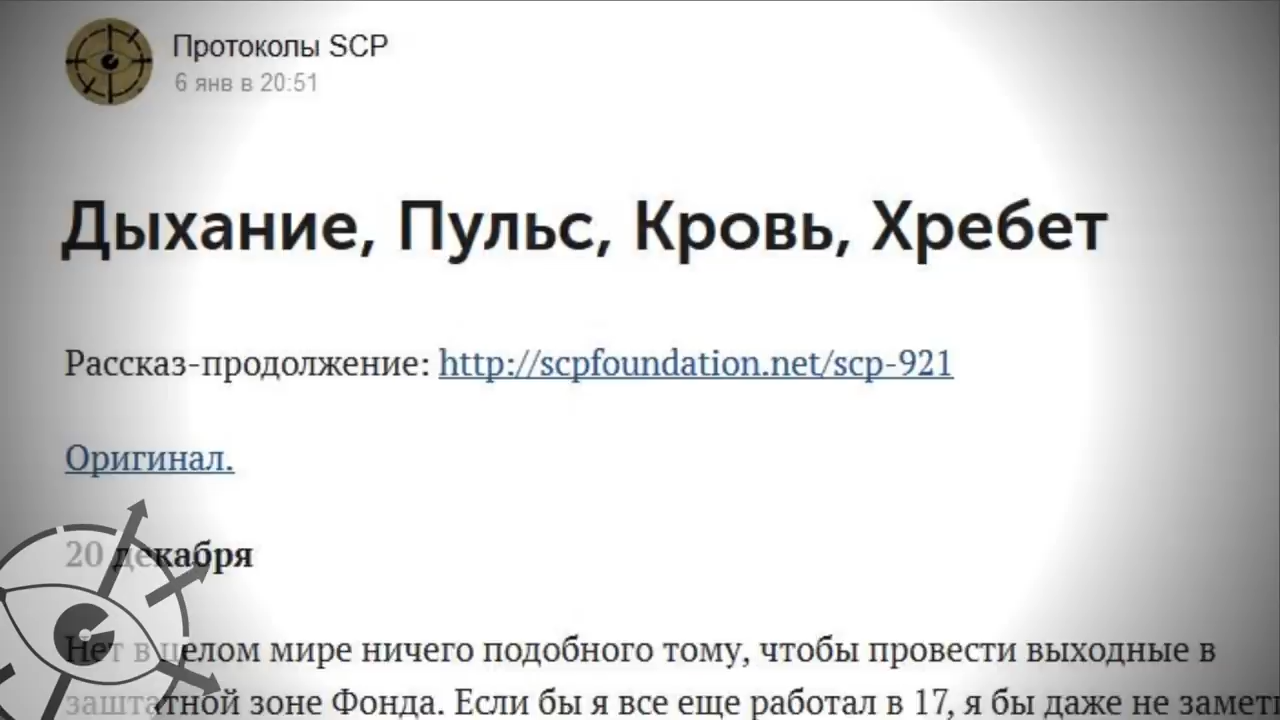 Протоколы SCP
6 янв в 20:51
Дыхание, Пульс, Кровь, Хребет
Рассказ-продолжение: http://scpfoundation.net/scp-921
Оригинал.
20 декабря
Нет в целом мире ничего подобного тому, чтобы провести выходные в
заштатной зоне Фонда. Если бы я все еще работал в 17, я бы даже не